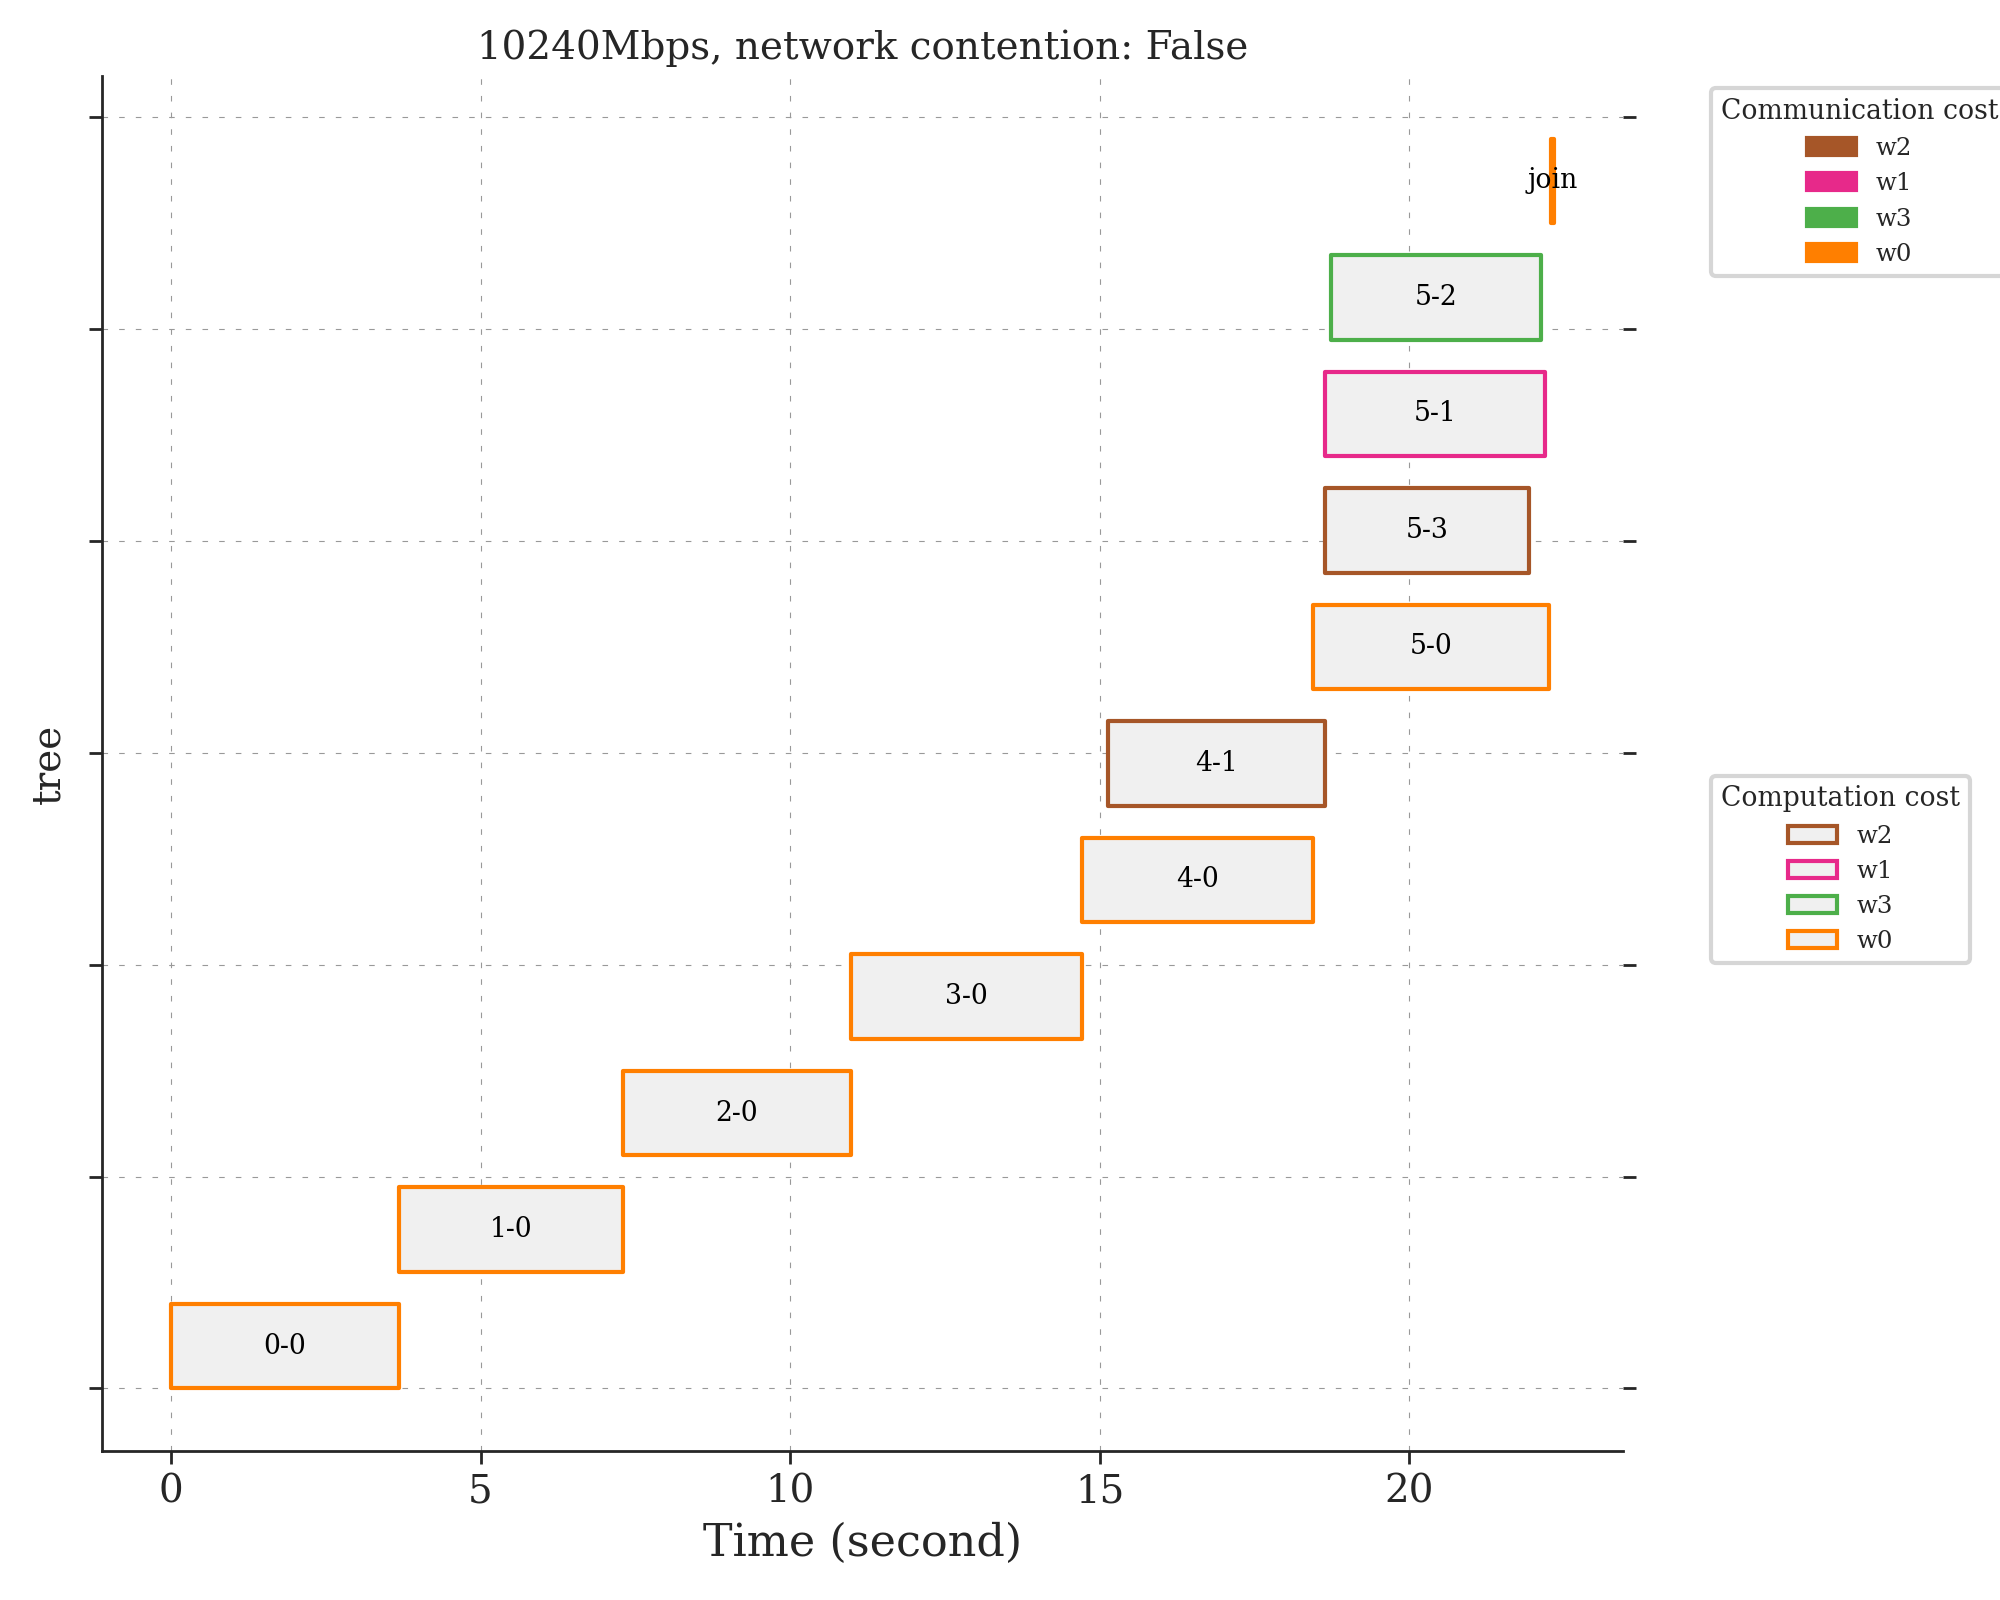 10240Mbps, network contention: False
Communication cost
w2
w1
w3
w0
join
5-2
5-1
5-3
5-0
4-1
4-0
3-0
2-0
1-0
0-0
tree
Computation cost
w2
w1
w3
w0
0 5 10 15 20
Time (second)